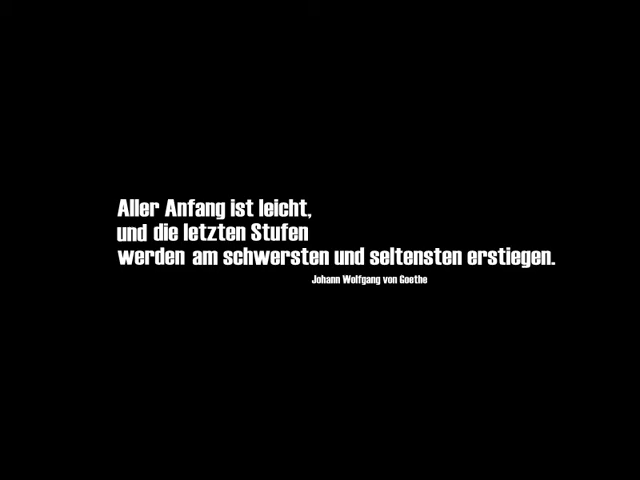 Aller Anfang ist leicht,
und die letzten Stufen
werden am schwersten und seltensten erstiegen.
Johann Wolfgang von Goethe